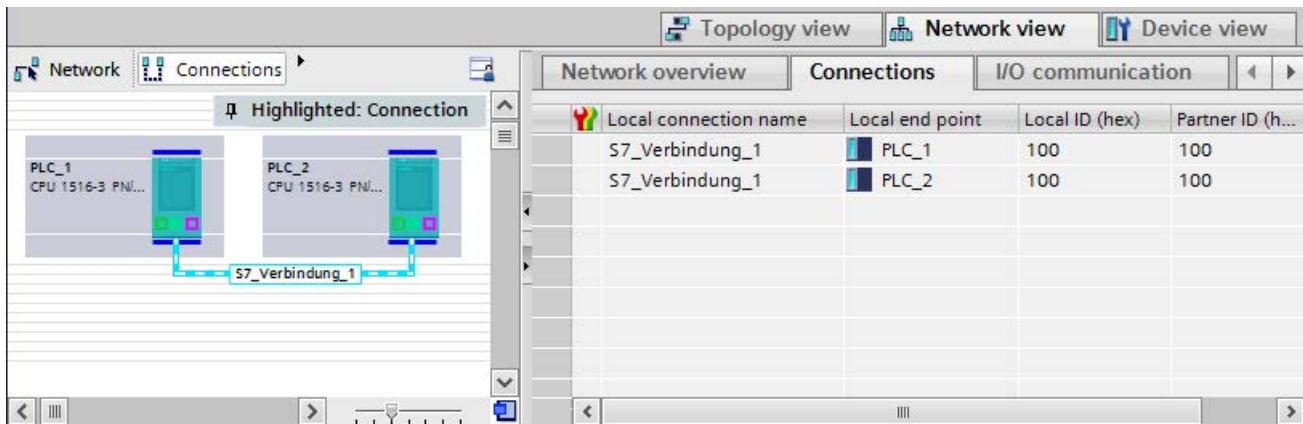 Topology view Network view Device view
Network Connections
Network overview Connections I/O communication
Highlighted: Connection
Local connection name Local end point Local ID (hex) Partner ID (h...
S7_Verbindung_1 PLC_1 100 100
S7_Verbindung_1 PLC_2 100 100
PLC_1
CPU 1516-3 PN/...
PLC_2
CPU 1516-3 PN/...
S7_Verbindung_1